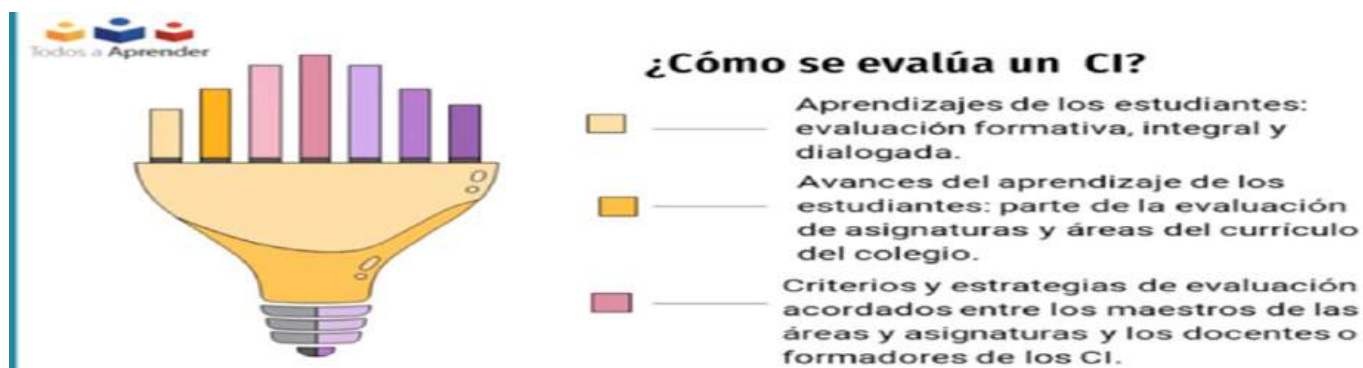 Todos a Aprender
¿Cómo se evalúa un CI?
Aprendizajes de los estudiantes:
evaluación formativa, integral y
dialogada.
Avances del aprendizaje de los
estudiantes: parte de la evaluación
de asignaturas y áreas del currículo
del colegio.
Criterios y estrategias de evaluación
acordados entre los maestros de las
áreas y asignaturas y los docentes o
formadores de los CI.